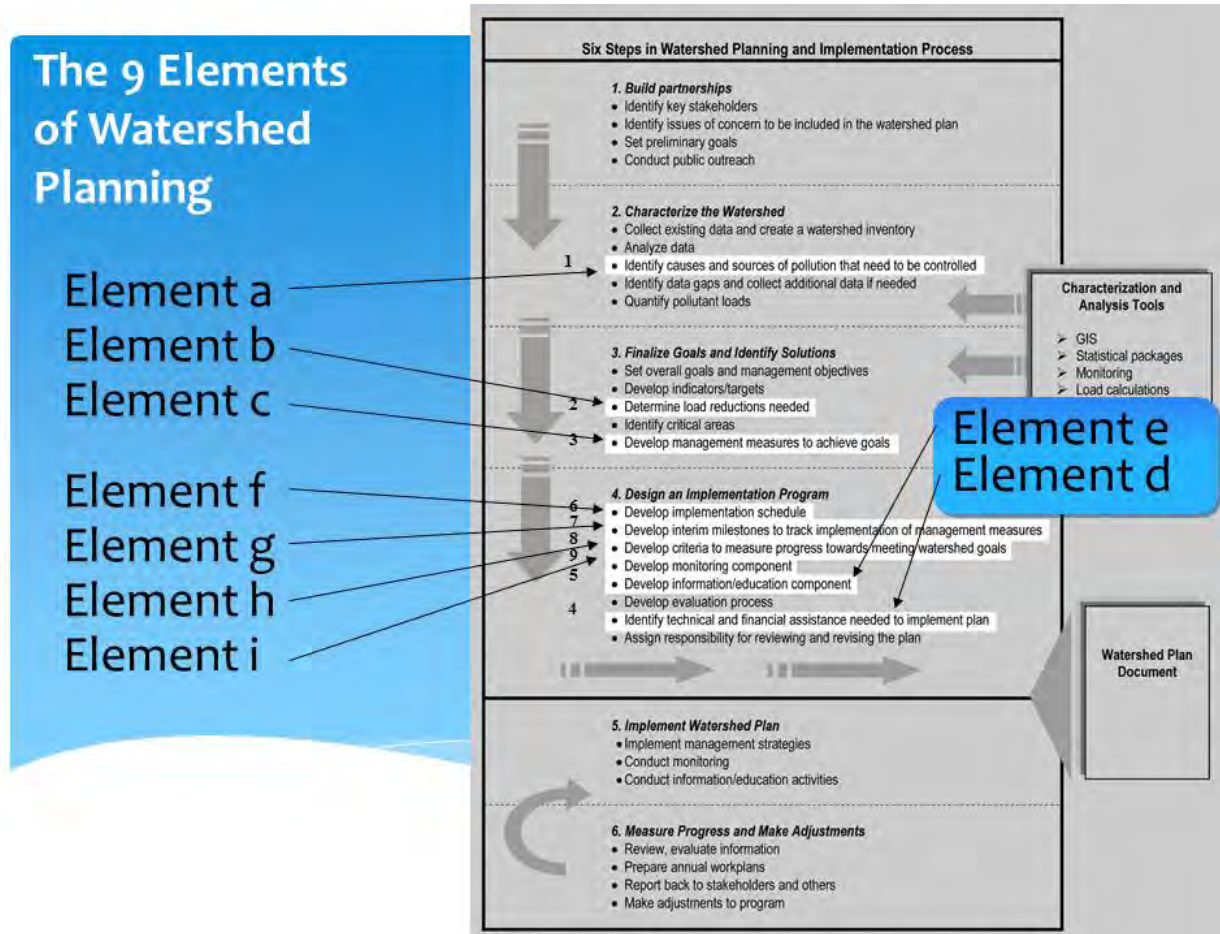 The 9 Elements
of Watershed
Planning
Element a
Element b
Element c
Element f
Element g
Element h
Element i
Six Steps in Watershed Planning and Implementation Process
1. Build partnerships
• Identify key stakeholders
• Identify issues of concern to be included in the watershed plan
• Set preliminary goals
• Conduct public outreach
2. Characterize the Watershed
• Collect existing data and create a watershed inventory
• Analyze data
1
• Identify causes and sources of pollution that need to be controlled
• Identify data gaps and collect additional data if needed
• Quantify pollutant loads
3. Finalize Goals and Identify Solutions
• Set overall goals and management objectives
• Develop indicators/targets
2
• Determine load reductions needed
• Identify critical areas
3
• Develop management measures to achieve goals
4. Design an Implementation Program
6
• Develop implementation schedule
7
• Develop interim milestones to track implementation of management measures
8
• Develop criteria to measure progress towards meeting watershed goals
9
• Develop monitoring component
5
• Develop information/education component
• Develop evaluation process
4
• Identify technical and financial assistance needed to implement plan
• Assign responsibility for reviewing and revising the plan
5. Implement Watershed Plan
• Implement management strategies
• Conduct monitoring
• Conduct information/education activities
6. Measure Progress and Make Adjustments
• Review, evaluate information
• Prepare annual workplans
• Report back to stakeholders and others
• Make adjustments to program
Characterization and
Analysis Tools
➢ GIS
➢ Statistical packages
➢ Monitoring
➢ Load calculations
Element e
Element d
Watershed Plan
Document